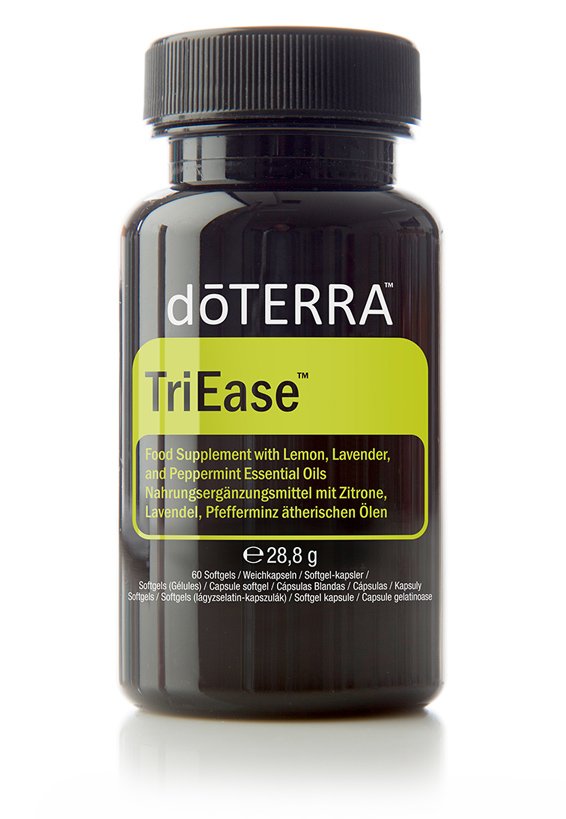 dōTERRA™
TriEase™
Food Supplement with Lemon, Lavender,
and Peppermint Essential Oils
Nahrungsergänzungsmittel mit Zitrone,
Lavendel, Pfefferminz ätherischen Ölen
℮ 28,8 g
60 Softgels / Weichkapseln / Softgel-kapsler /
Softgels (Gélules) / Capsule softgel / Cápsulas Blandas / Cápsulas / Kapsuly
Softgels / Softgels (lágyzselatin-kapszulák) / Softgel kapsule / Capsule gelatinoase